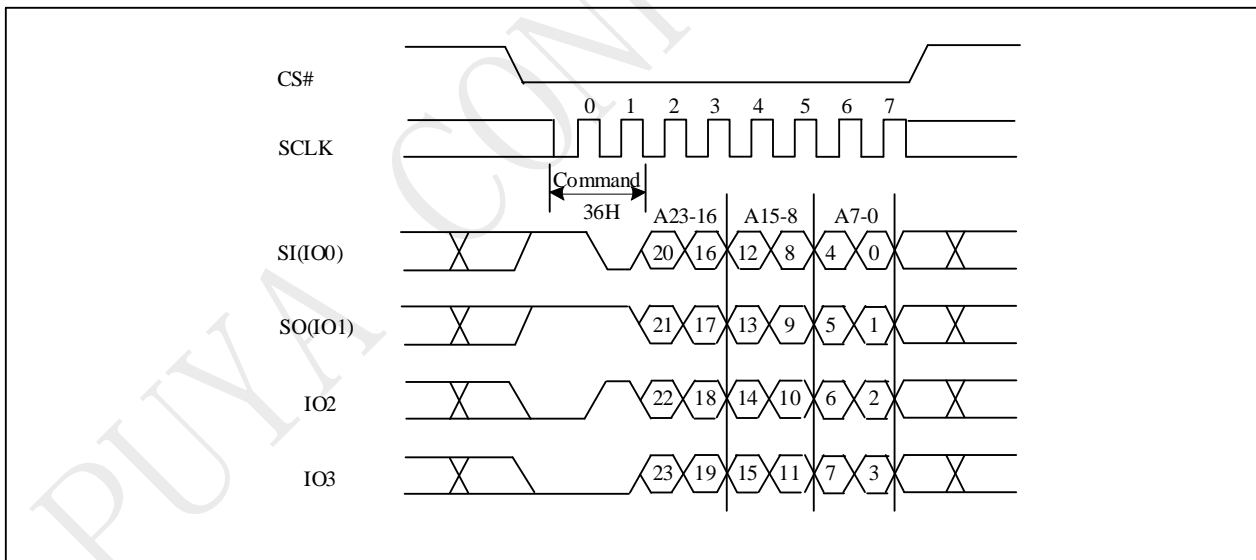 CS#
0 1 2 3 4 5 6 7
SCLK
Command
36H
A23-16 A15-8 A7-0
SI(IO0) 20 16 12 8 4 0
SO(IO1) 21 17 13 9 5 1
IO2 22 18 14 10 6 2
IO3 23 19 15 11 7 3
PUYA